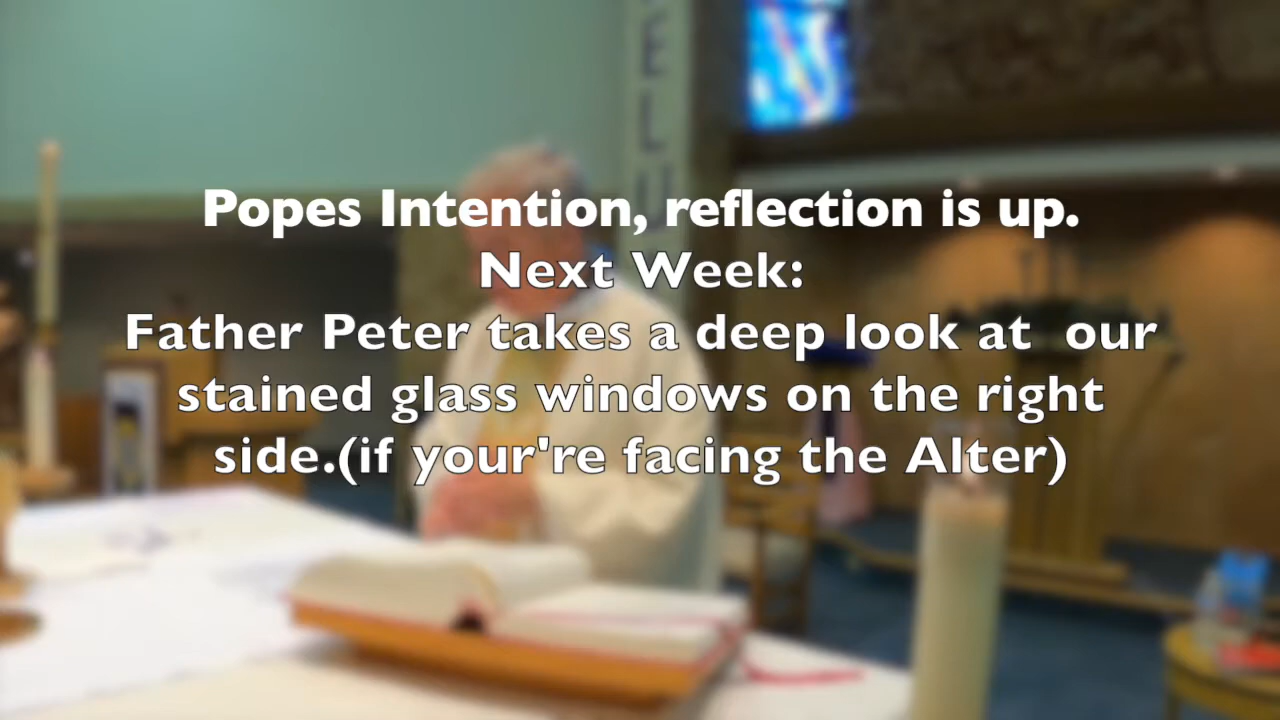 Popes Intention, reflection is up.
Next Week:
Father Peter takes a deep look at  our
stained glass windows on the right
side.(if your're facing the Alter)